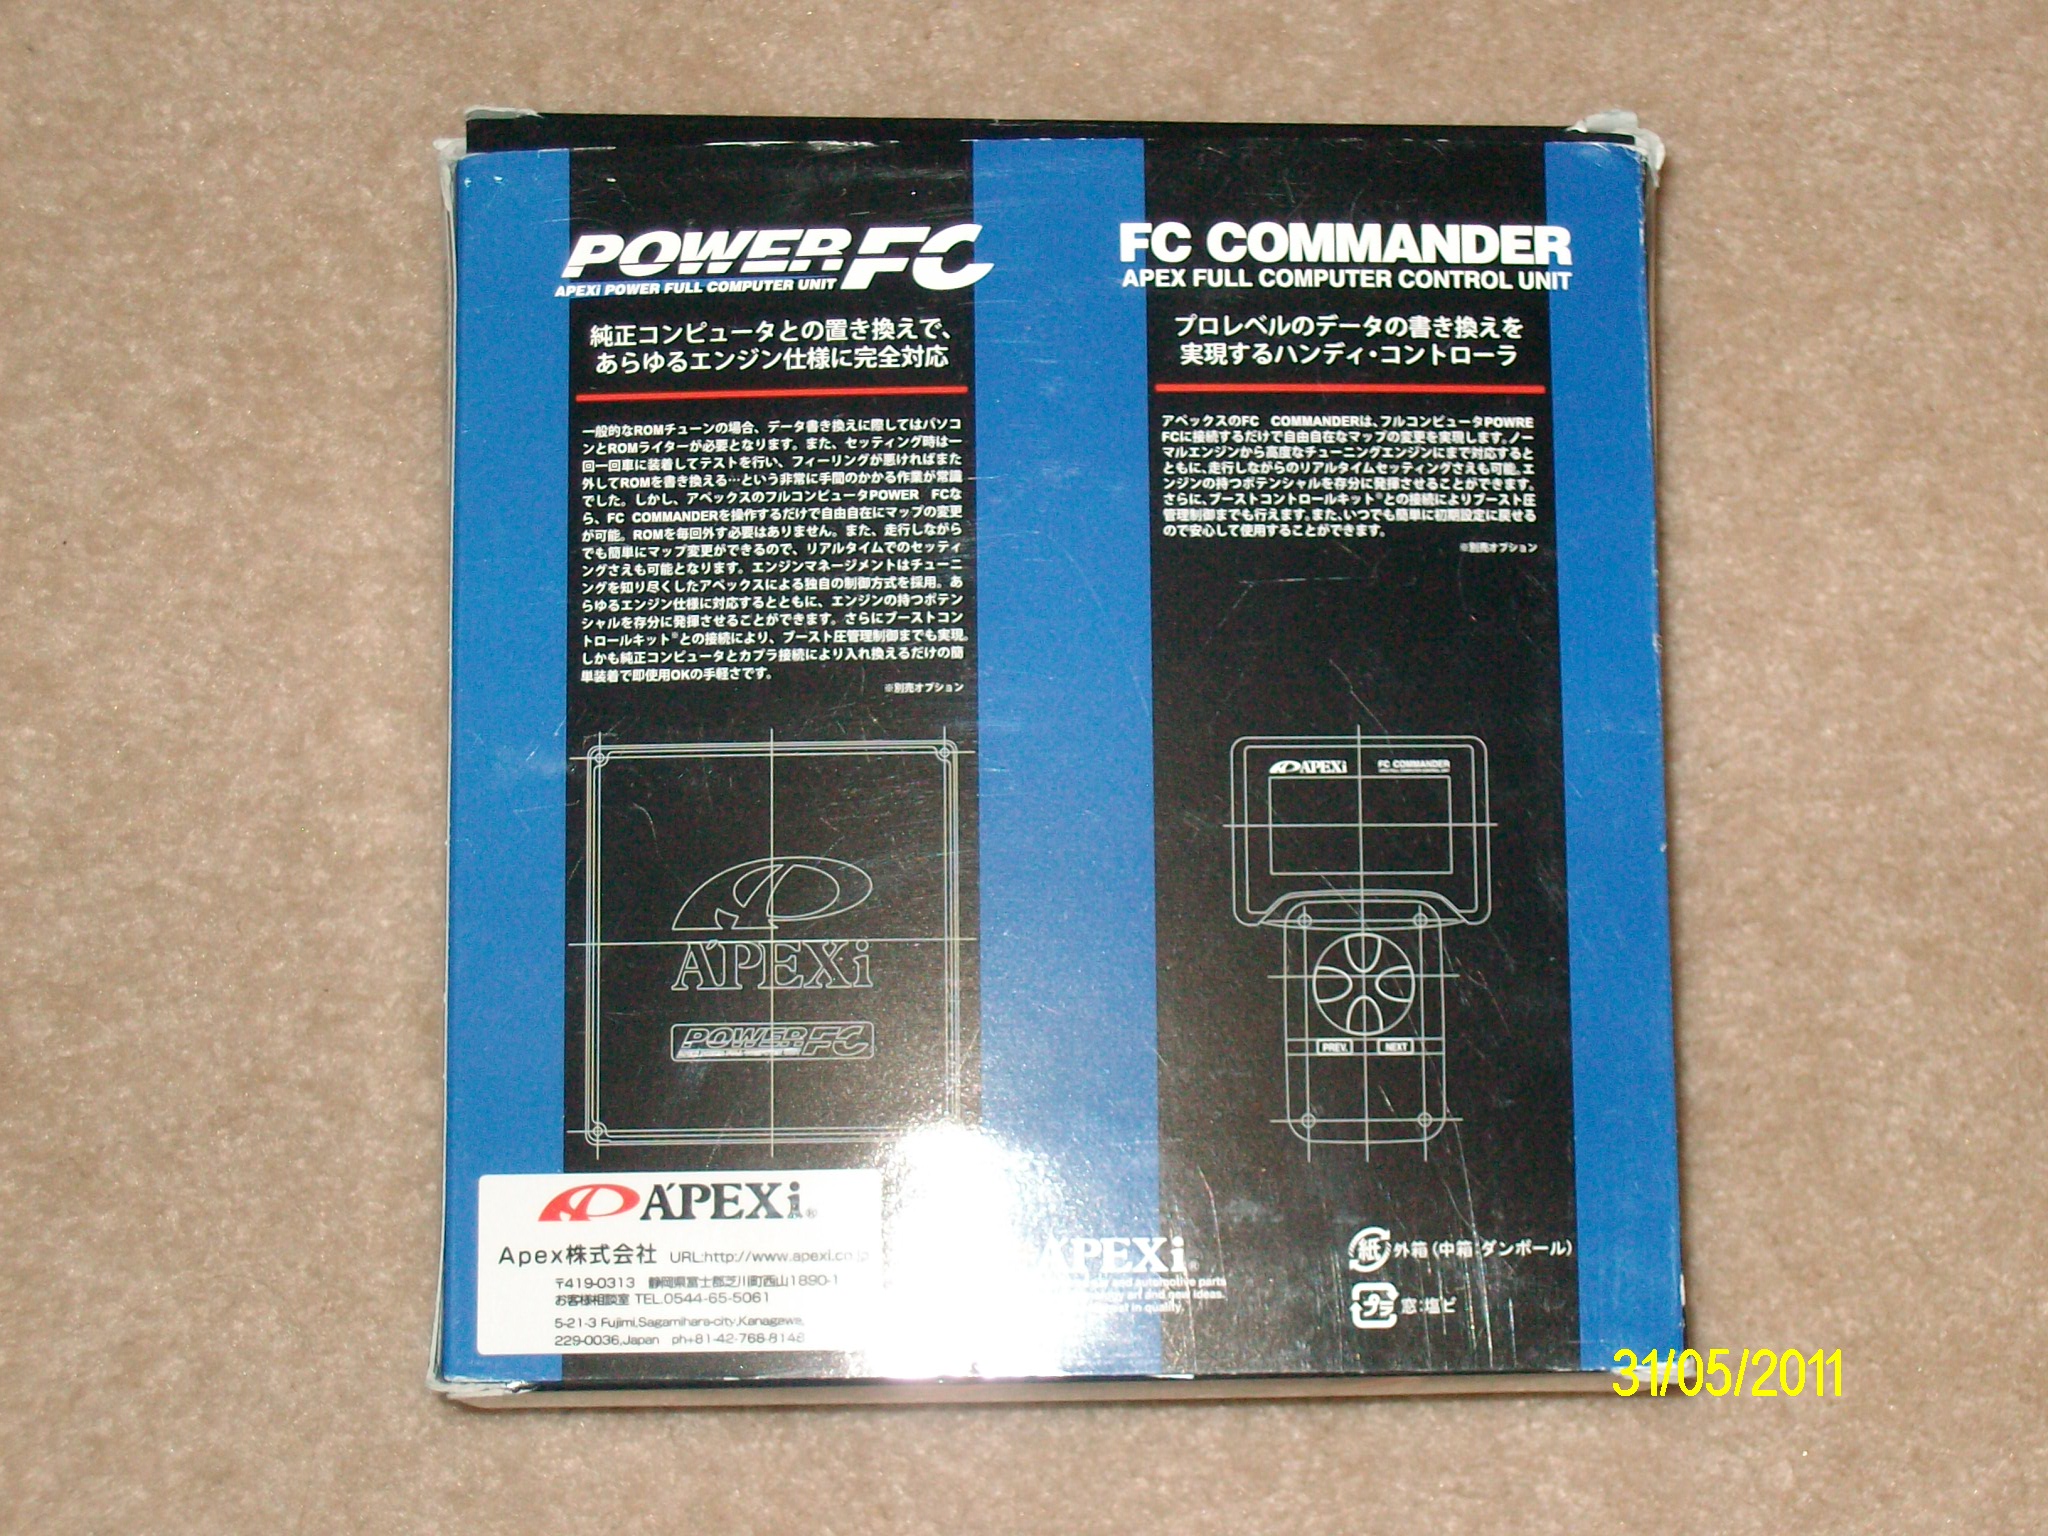 POWER FC
APEXi POWER FULL COMPUTER UNIT
純正コンピュータとの置き換えで、
あらゆるエンジン仕様に完全対応
一般的なROMチューンの場合、データ書き換えに際してはパソコ
ンとROMライターが必要となります。また、セッティング時は一
回一回車に装着してテストを行い、フィーリングが悪ければまた
外してROMを書き換える…という非常に手間のかかる作業が常識
でした。しかし、アペックスのフルコンピュータPOWER FCな
ら、FC COMMANDERを操作するだけで自由自在にマップの変更
が可能。ROMを毎回外す必要はありません。また、走行しながら
でも簡単にマップ変更ができるので、リアルタイムでのセッティ
ングさえも可能となります。エンジンマネージメントはチューニ
ングを知り尽くしたアペックスによる独自の制御方式を採用。あ
らゆるエンジン仕様に対応するとともに、エンジンの持つポテン
シャルを存分に発揮させることができます。さらにブーストコン
トロールキット※との接続により、ブースト圧管理制御までも実現。
しかも純正コンピュータとカプラ接続により入れ換えるだけの簡
単装着で即使用OKの手軽さです。
※別売オプション
A'PEXi
POWER FC
FC COMMANDER
APEX FULL COMPUTER CONTROL UNIT
プロレベルのデータの書き換えを
実現するハンディ・コントローラ
アペックスのFC COMMANDERは、フルコンピュータPOWRE
FCに接続するだけで自由自在なマップの変更を実現します。ノー
マルエンジンから高度なチューニングエンジンにまで対応すると
ともに、走行しながらのリアルタイムセッティングさえも可能。エ
ンジンの持つポテンシャルを存分に発揮させることができます。
さらに、ブーストコントロールキット※との接続によりブースト圧
管理制御までも行えます。また、いつでも簡単に初期設定に戻せる
ので安心して使用することができます。
※別売オプション
A'PEXi FC COMMANDER
PREV. NEXT
A'PEXi®
Apex株式会社 URL:http://www.apexi.co.jp
〒419-0313 静岡県富士郡芝川町西山1890-1
お客様相談室 TEL.0544-65-5061
5-21-3 Fujimi,Sagamihara-city,Kanagawa,
229-0036,Japan ph+81-42-768-8148
A'PEXi®
and automotive parts
art and new ideas.
in quality.
紙 外箱(中箱:ダンボール)
プラ 窓:塩ビ
31/05/2011